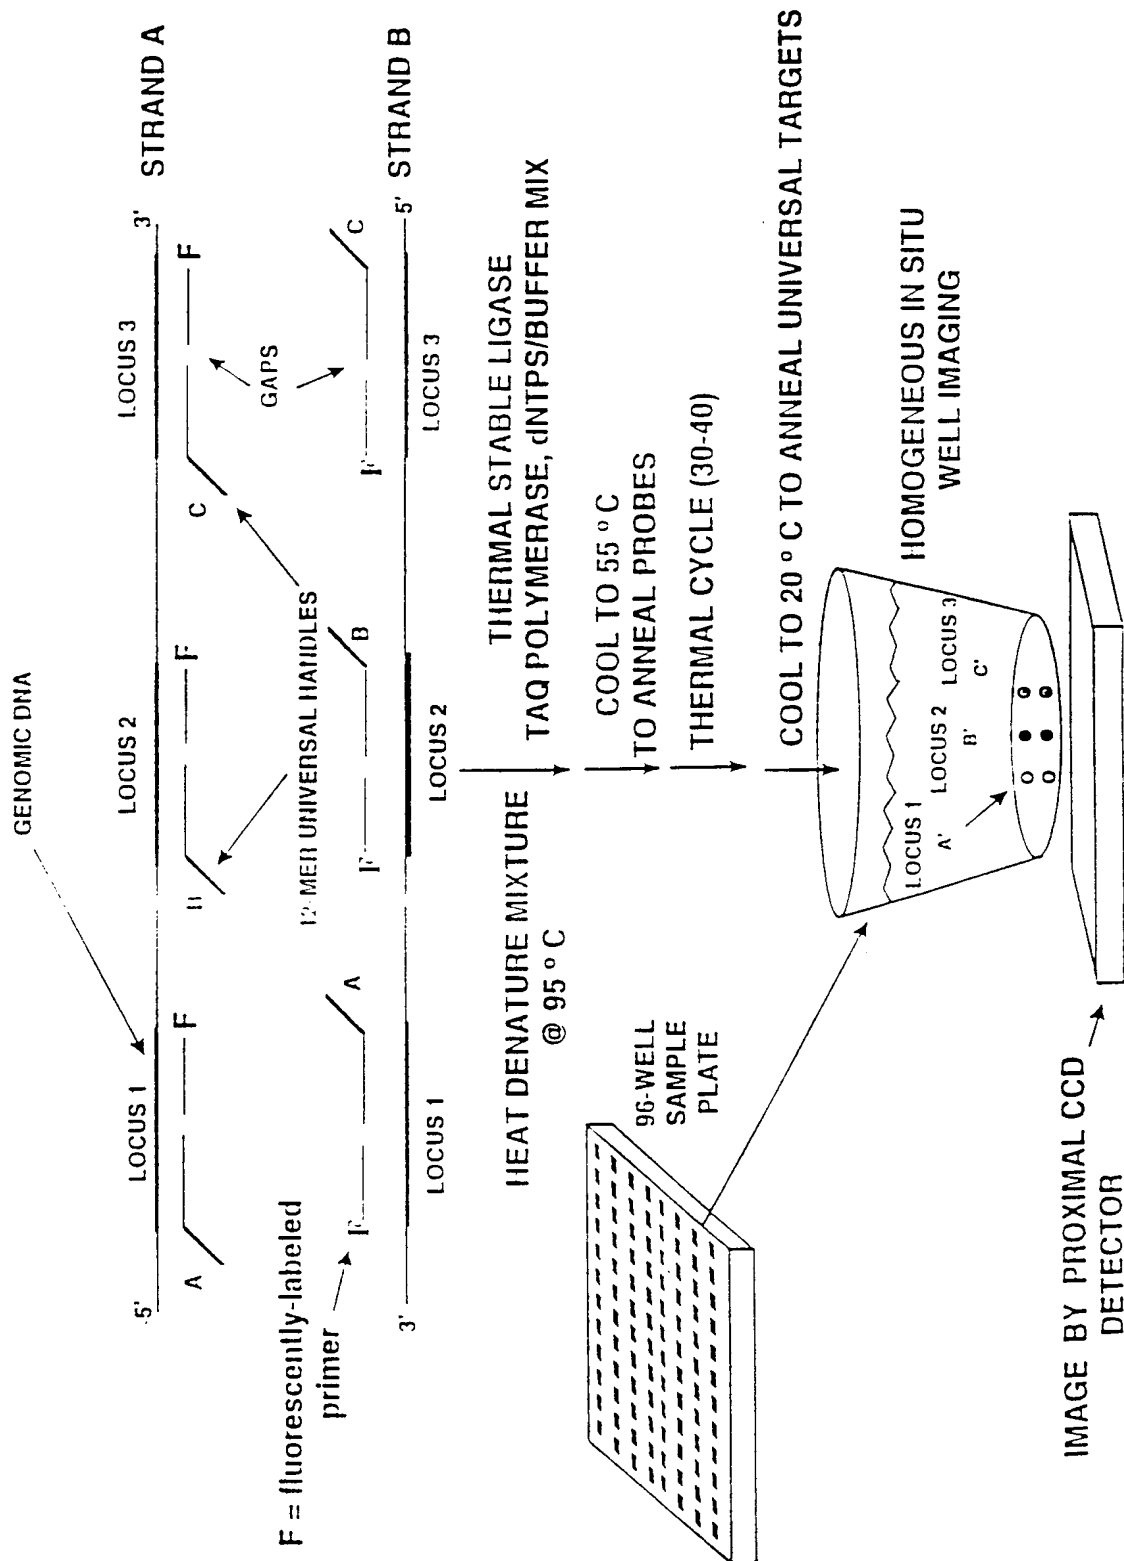 GENOMIC DNA
LOCUS 1
LOCUS 2
LOCUS 3
STRAND A
5'
3'
F
F
F
A
B
C
GAPS
12-MER UNIVERSAL HANDLES
F = fluorescently-labeled
primer
A
B
C
F
F
F
3'
5'
STRAND B
LOCUS 1
LOCUS 2
LOCUS 3
HEAT DENATURE MIXTURE
@ 95 ° C
THERMAL STABLE LIGASE
TAQ POLYMERASE, dNTPS/BUFFER MIX
COOL TO 55 ° C
TO ANNEAL PROBES
THERMAL CYCLE (30-40)
COOL TO 20 ° C TO ANNEAL UNIVERSAL TARGETS
96-WELL
SAMPLE
PLATE
LOCUS 1
A'
LOCUS 2
B'
LOCUS 3
C'
HOMOGENEOUS IN SITU
WELL IMAGING
IMAGE BY PROXIMAL CCD
DETECTOR